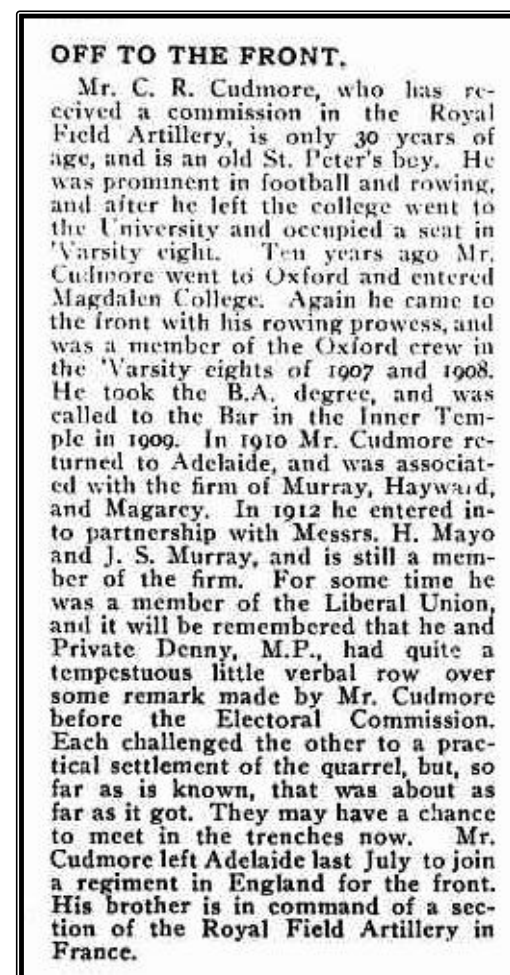 OFF TO THE FRONT.
Mr. C. R. Cudmore, who has re-
ceived a commission in the Royal
Field Artillery, is only 30 years of
age, and is an old St. Peter's boy. He
was prominent in football and rowing,
and after he left the college went to
the University and occupied a seat in
'Varsity eight. Ten years ago Mr.
Cudmore went to Oxford and entered
Magdalen College. Again he came to
the front with his rowing prowess, and
was a member of the Oxford crew in
the 'Varsity eights of 1907 and 1908.
He took the B.A. degree, and was
called to the Bar in the Inner Tem-
ple in 1909. In 1910 Mr. Cudmore re-
turned to Adelaide, and was associat-
ed with the firm of Murray, Hayward,
and Magarey. In 1912 he entered in-
to partnership with Messrs. H. Mayo
and J. S. Murray, and is still a mem-
ber of the firm. For some time he
was a member of the Liberal Union,
and it will be remembered that he and
Private Denny, M.P., had quite a
tempestuous little verbal row over
some remark made by Mr. Cudmore
before the Electoral Commission.
Each challenged the other to a prac-
tical settlement of the quarrel, but, so
far as is known, that was about as
far as it got. They may have a chance
to meet in the trenches now. Mr.
Cudmore left Adelaide last July to join
a regiment in England for the front.
His brother is in command of a sec-
tion of the Royal Field Artillery in
France.